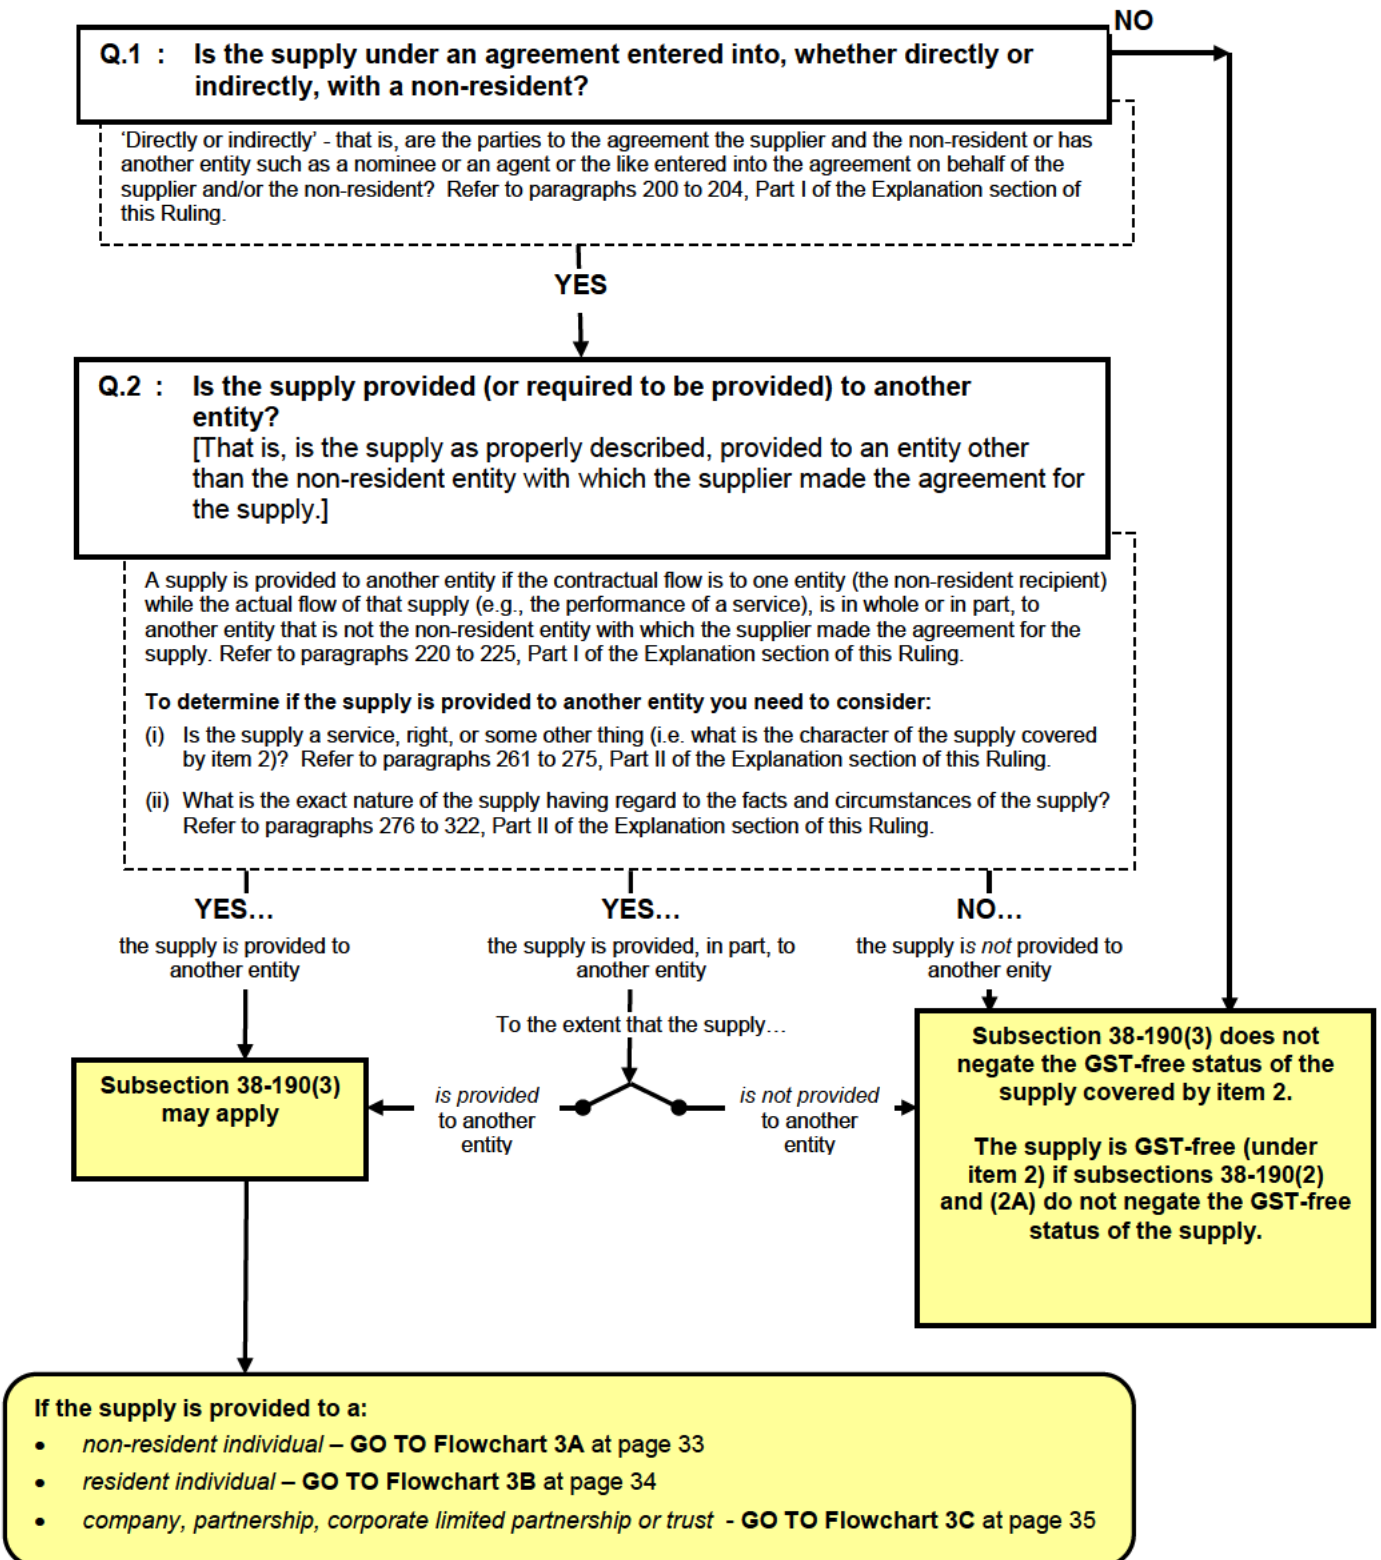 NO
Q.1 : Is the supply under an agreement entered into, whether directly or
indirectly, with a non-resident?
‘Directly or indirectly’ - that is, are the parties to the agreement the supplier and the non-resident or has
another entity such as a nominee or an agent or the like entered into the agreement on behalf of the
supplier and/or the non-resident? Refer to paragraphs 200 to 204, Part I of the Explanation section of
this Ruling.
YES
Q.2 : Is the supply provided (or required to be provided) to another
entity?
[That is, is the supply as properly described, provided to an entity other
than the non-resident entity with which the supplier made the agreement for
the supply.]
A supply is provided to another entity if the contractual flow is to one entity (the non-resident recipient)
while the actual flow of that supply (e.g., the performance of a service), is in whole or in part, to
another entity that is not the non-resident entity with which the supplier made the agreement for the
supply. Refer to paragraphs 220 to 225, Part I of the Explanation section of this Ruling.
To determine if the supply is provided to another entity you need to consider:
(i) Is the supply a service, right, or some other thing (i.e. what is the character of the supply covered
by item 2)? Refer to paragraphs 261 to 275, Part II of the Explanation section of this Ruling.
(ii) What is the exact nature of the supply having regard to the facts and circumstances of the supply?
Refer to paragraphs 276 to 322, Part II of the Explanation section of this Ruling.
YES…
the supply is provided to
another entity
YES…
the supply is provided, in part, to
another entity
NO…
the supply is not provided to
another enity
To the extent that the supply…
Subsection 38-190(3)
may apply
is provided
to another
entity
is not provided
to another
entity
Subsection 38-190(3) does not
negate the GST-free status of the
supply covered by item 2.
The supply is GST-free (under
item 2) if subsections 38-190(2)
and (2A) do not negate the GST-free
status of the supply.
If the supply is provided to a:
• non-resident individual – GO TO Flowchart 3A at page 33
• resident individual – GO TO Flowchart 3B at page 34
• company, partnership, corporate limited partnership or trust - GO TO Flowchart 3C at page 35